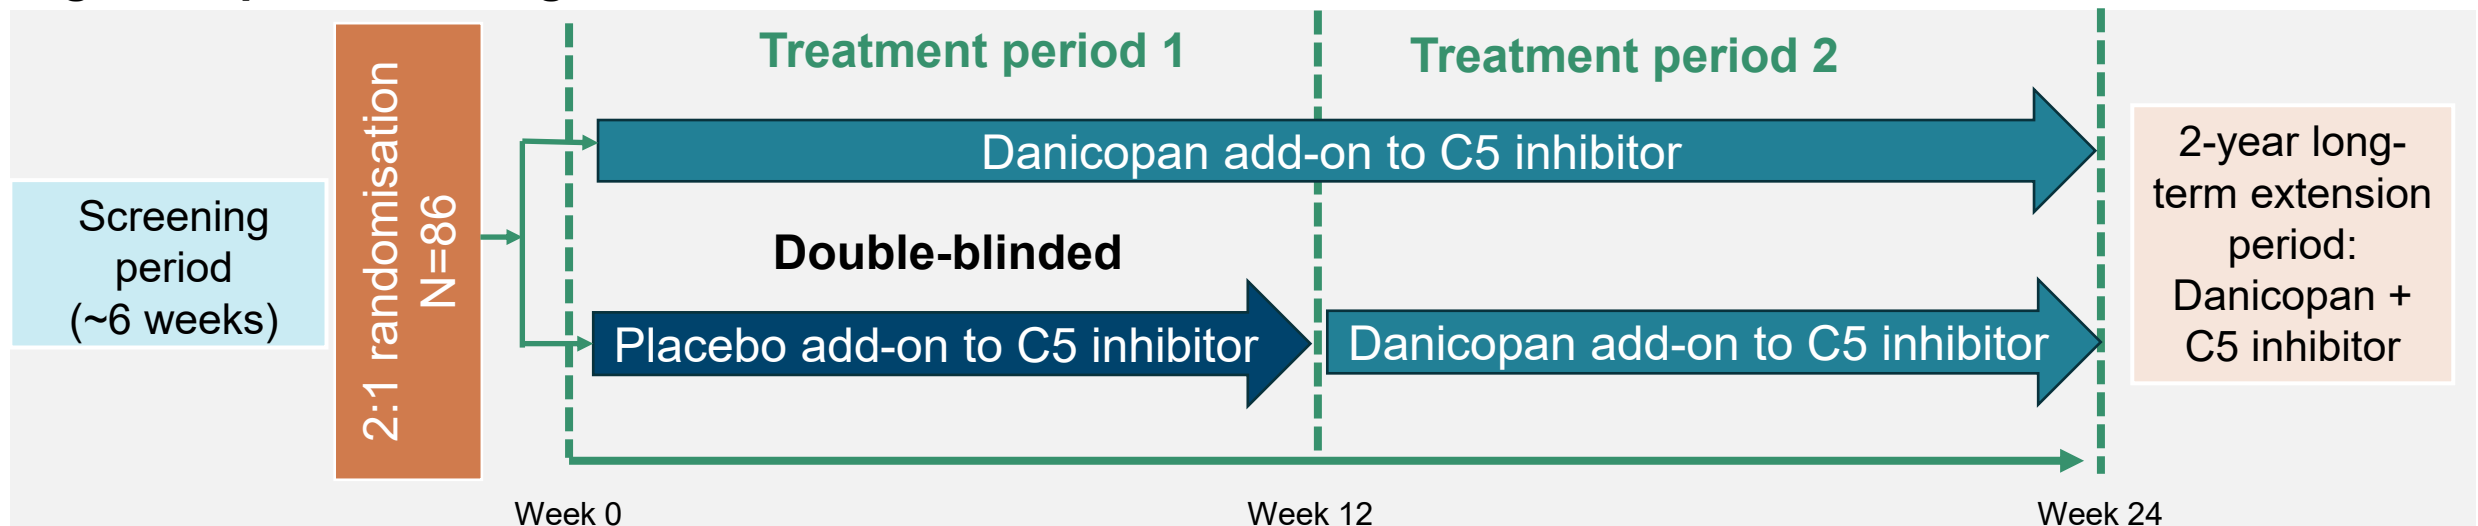 Treatment period 1
Treatment period 2
2:1 randomisation
N=86
Danicopan add-on to C5 inhibitor
Screening
period
(~6 weeks)
Double-blinded
Placebo add-on to C5 inhibitor
Danicopan add-on to C5 inhibitor
2-year long-
term extension
period:
Danicopan +
C5 inhibitor
Week 0
Week 12
Week 24